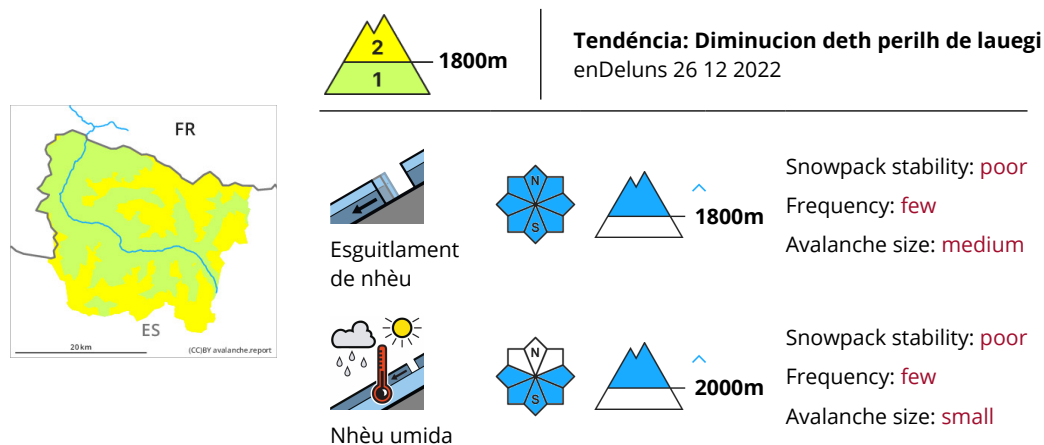 2
1
1800m
Tendéncia: Diminucion deth perilh de lauegi
enDeluns 26 12 2022
FR
ES
20 km
(CC)BY avalanche.report
N
S
1800m
Esguitlament
de nhèu
Snowpack stability: poor
Frequency: few
Avalanche size: medium
N
S
2000m
Nhèu umida
Snowpack stability: poor
Frequency: few
Avalanche size: small